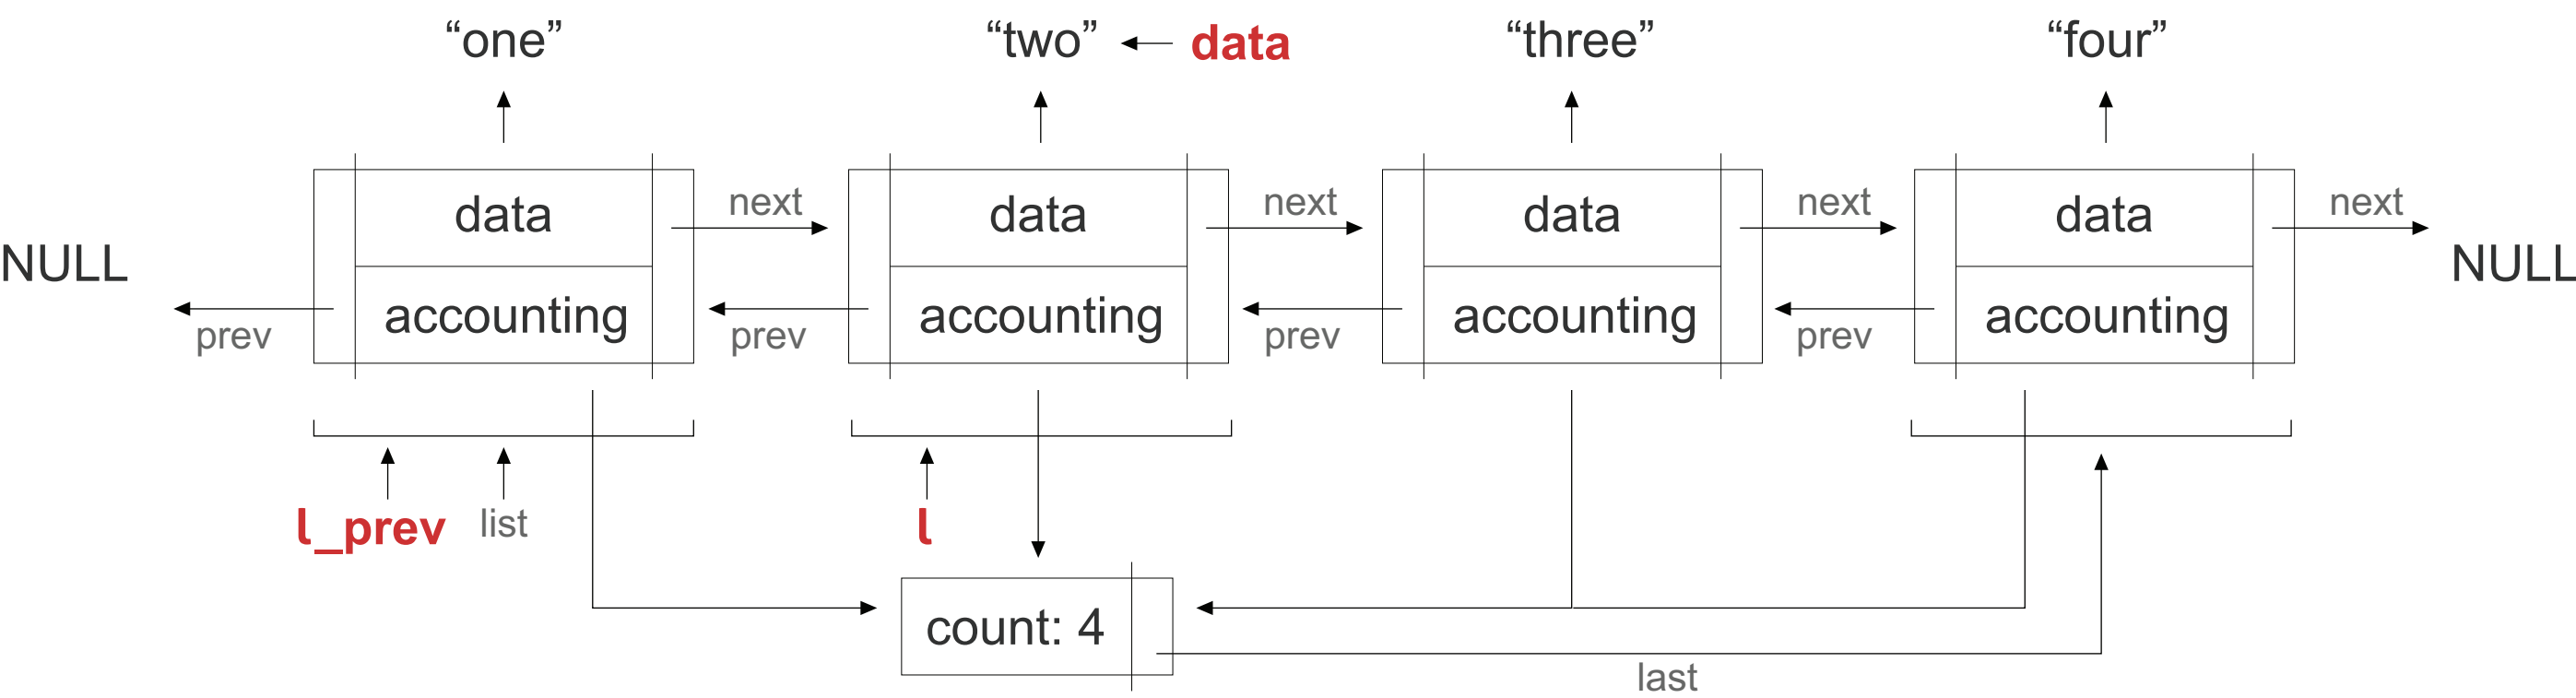 “one” “two” data “three” “four”
data next data next data next data next
NULL NULL
prev accounting prev accounting prev accounting prev accounting
l_prev list l
count: 4
last